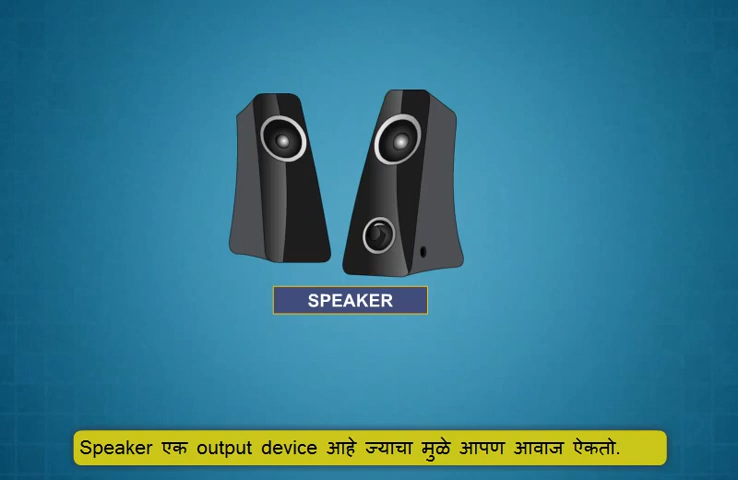 SPEAKER
Speaker एक output device आहे ज्याचा मुळे आपण आवाज ऐकतो.